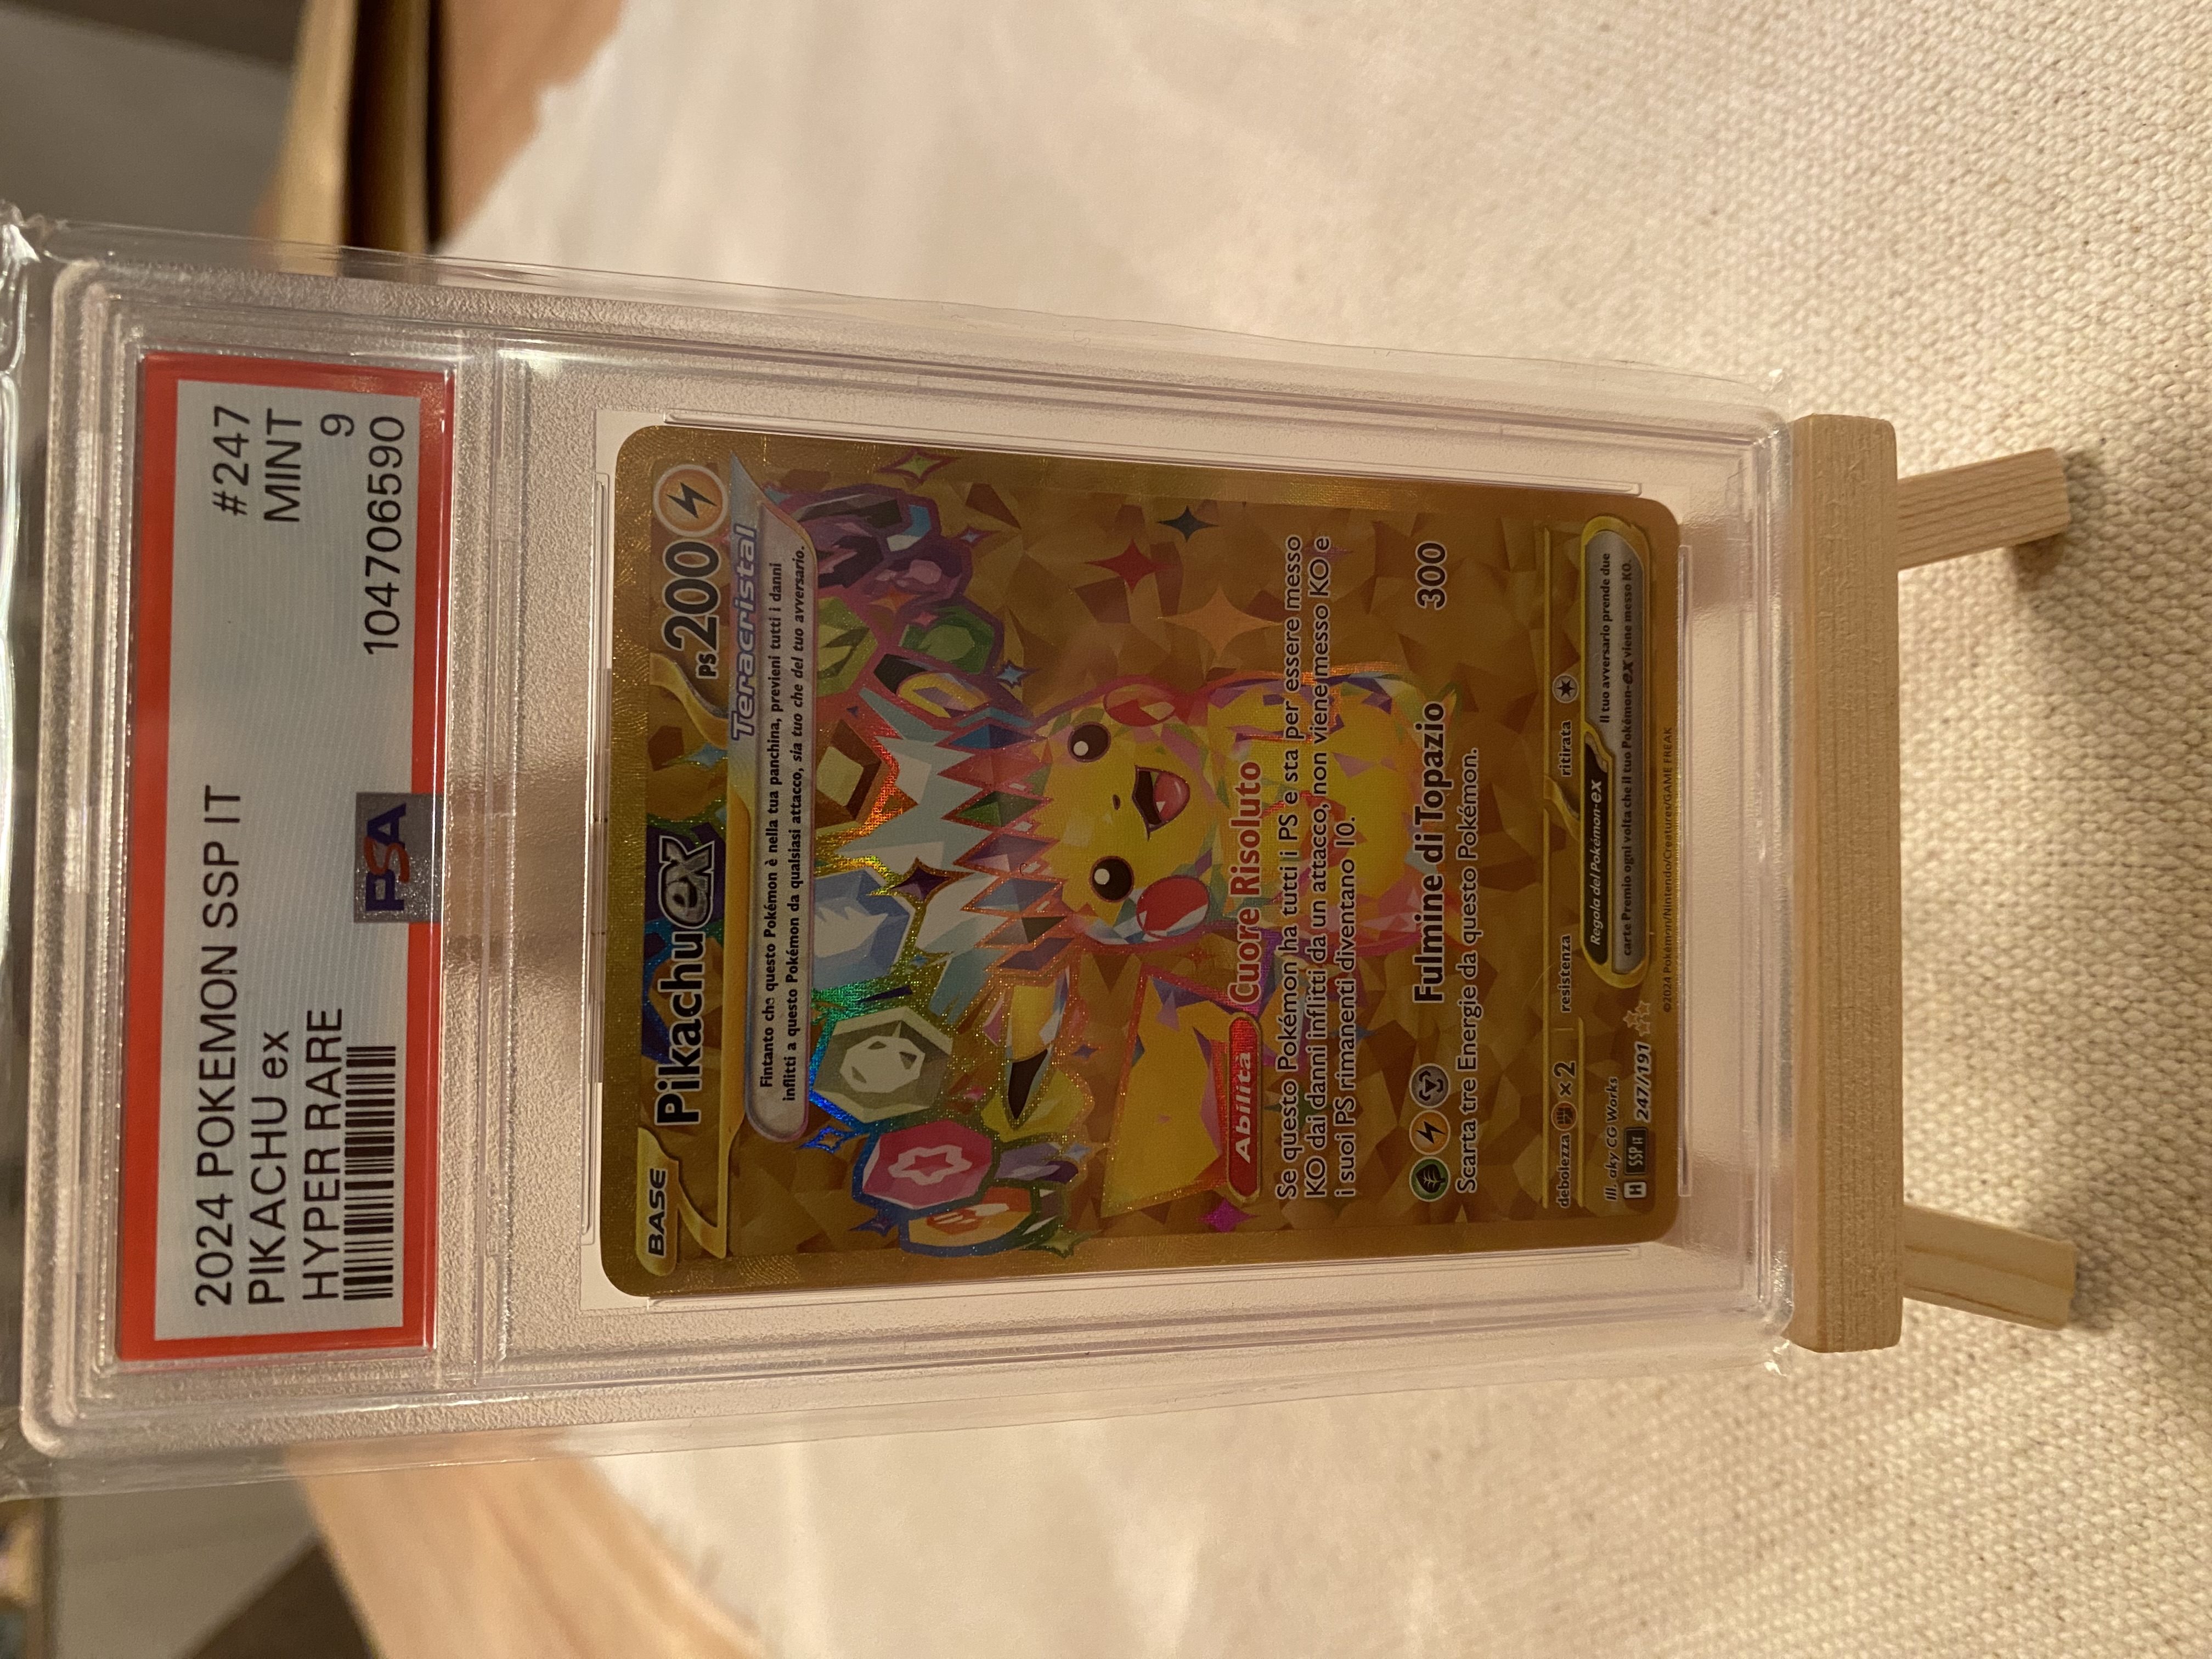 2024 POKEMON SSP IT #247
PIKACHU ex MINT
HYPER RARE 9
PSA 104706590
BASE
Pikachu ex PS 200
Teracristal
Fintanto che questo Pokémon è nella tua panchina, previeni tutti i danni
inflitti a questo Pokémon da qualsiasi attacco, sia tuo che del tuo avversario.
Abilità Cuore Risoluto
Se questo Pokémon ha tutti i PS e sta per essere messo
KO dai danni inflitti da un attacco, non viene messo KO e
i suoi PS rimanenti diventano 10.
Fulmine di Topazio 300
Scarta tre Energie da questo Pokémon.
debolezza ×2 resistenza ritirata
Ill. aky CG Works
Regola del Pokémon-ex Il tuo avversario prende due
carte Premio ogni volta che il tuo Pokémon-ex viene messo KO.
H SSP IT 247/191
©2024 Pokémon/Nintendo/Creatures/GAME FREAK